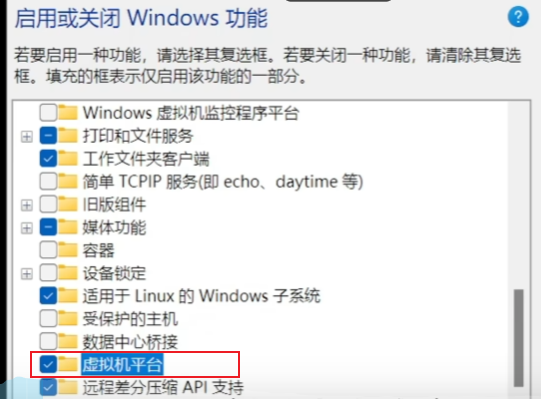 启用或关闭 Windows 功能
?
若要启用一种功能，请选择其复选框。若要关闭一种功能，请清除其复选
框。填充的框表示仅启用该功能的一部分。
Windows 虚拟机监控程序平台
打印和文件服务
工作文件夹客户端
简单 TCPIP 服务(即 echo、daytime 等)
旧版组件
媒体功能
容器
设备锁定
适用于 Linux 的 Windows 子系统
受保护的主机
数据中心桥接
虚拟机平台
远程差分压缩 API 支持